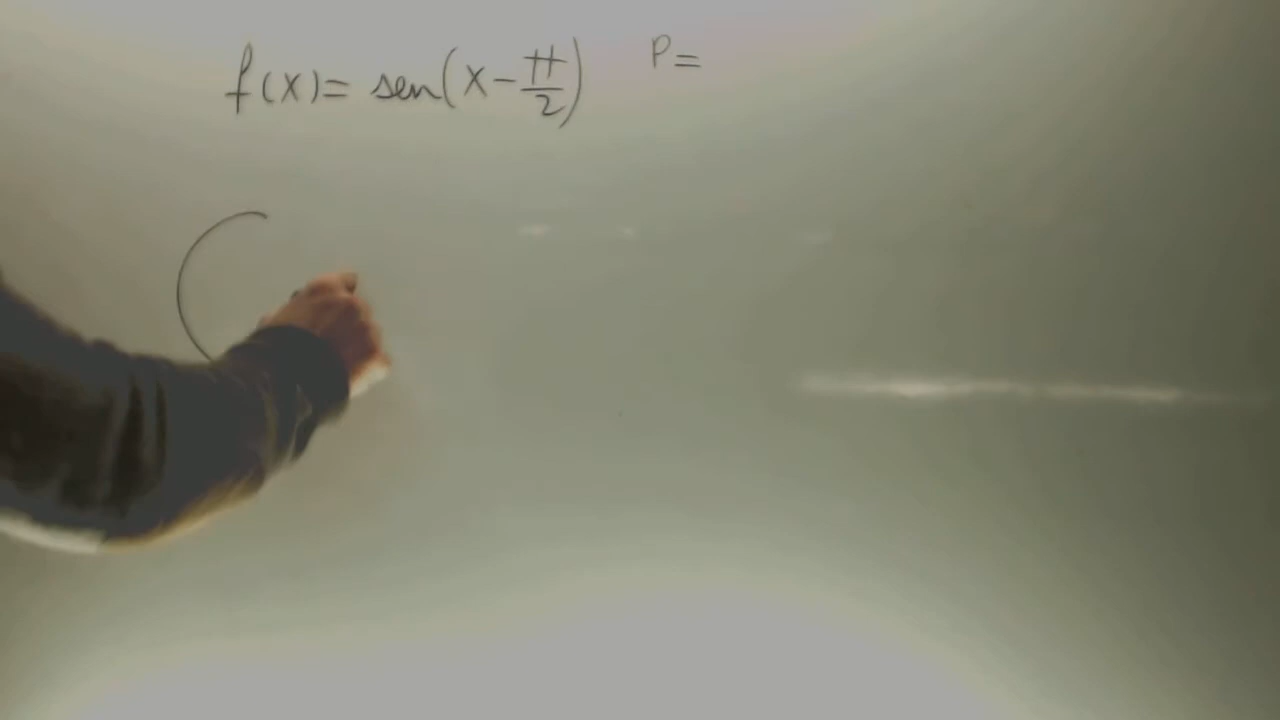 f(x)= sen(x-π/2) P=